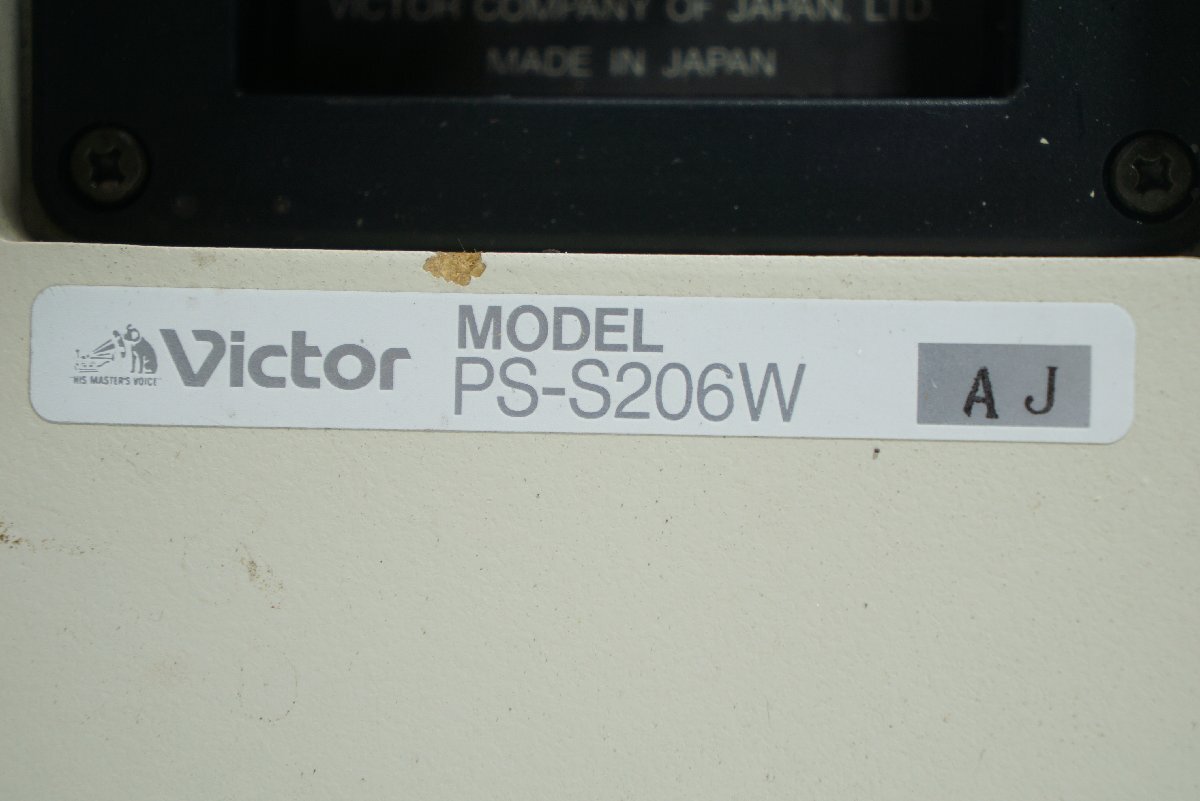 VICTOR COMPANY OF JAPAN, LTD.
MADE IN JAPAN
"HIS MASTER'S VOICE"
Victor
MODEL
PS-S206W
A J